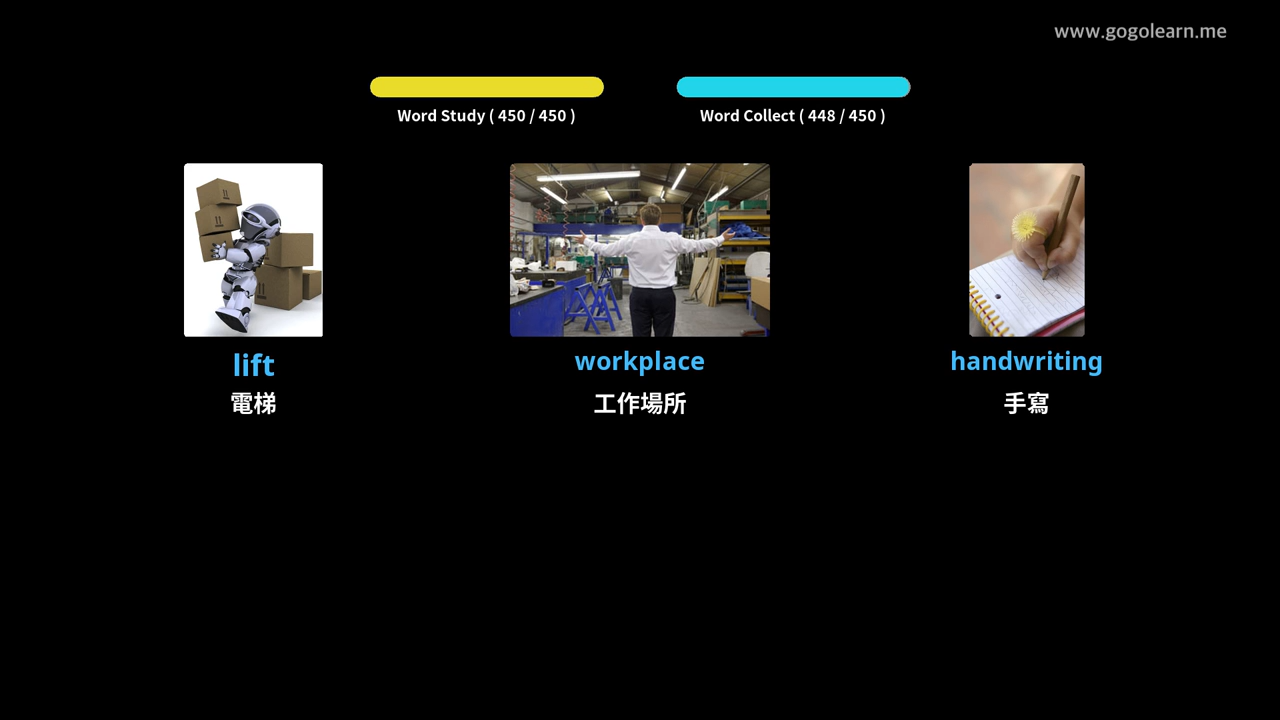 www.gogolearn.me
Word Study ( 450 / 450 )
Word Collect ( 448 / 450 )
lift
workplace
handwriting
電梯
工作場所
手寫